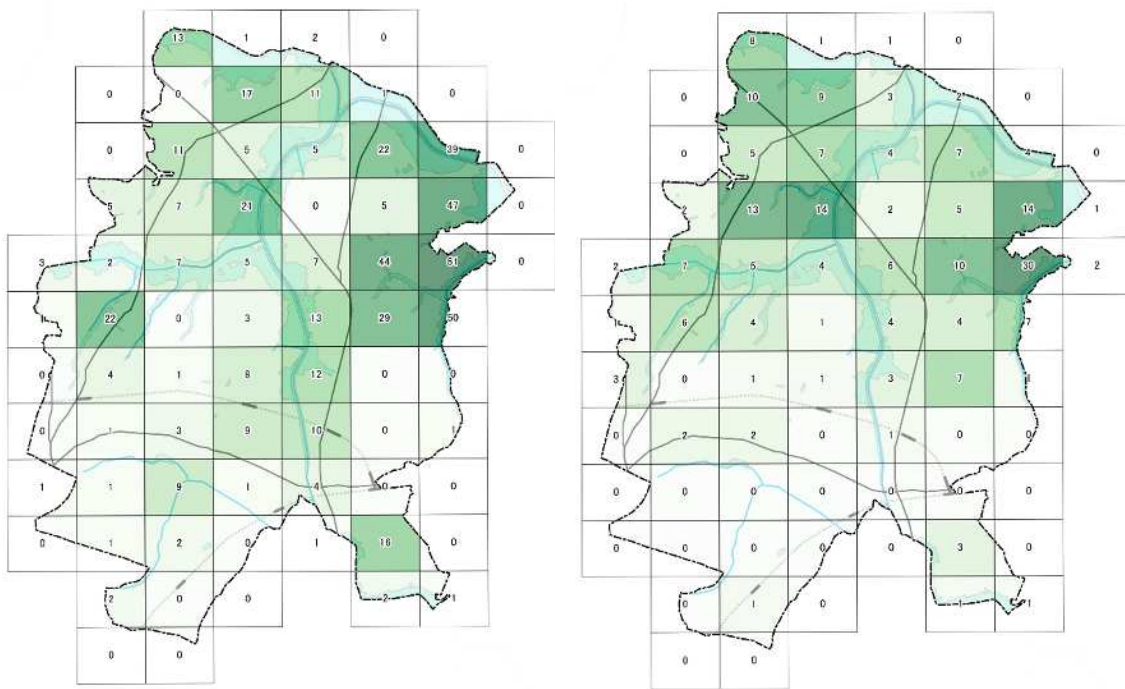 13 1 2 0
0 0 17 11 1 0
0 11 5 5 22 39 0
5 7 21 0 5 47 0
3 2 7 5 7 44 61 0
22 0 3 13 29 50
0 4 1 8 12 0 0
0 1 3 9 10 0 1
1 1 9 1 4 0 0
0 1 2 0 1 16 0
2 0 0 2 1
0 0
8 1 1 0
0 10 9 3 2 0
0 5 7 4 7 4 0
13 14 2 5 14 1
2 7 5 4 6 10 30 2
1 6 4 1 4 4 7
3 0 1 1 3 7 1
0 2 2 0 1 0 0
0 0 0 0 0 0
0 0 0 0 0 3 0
0 1 0 1 1
0 0